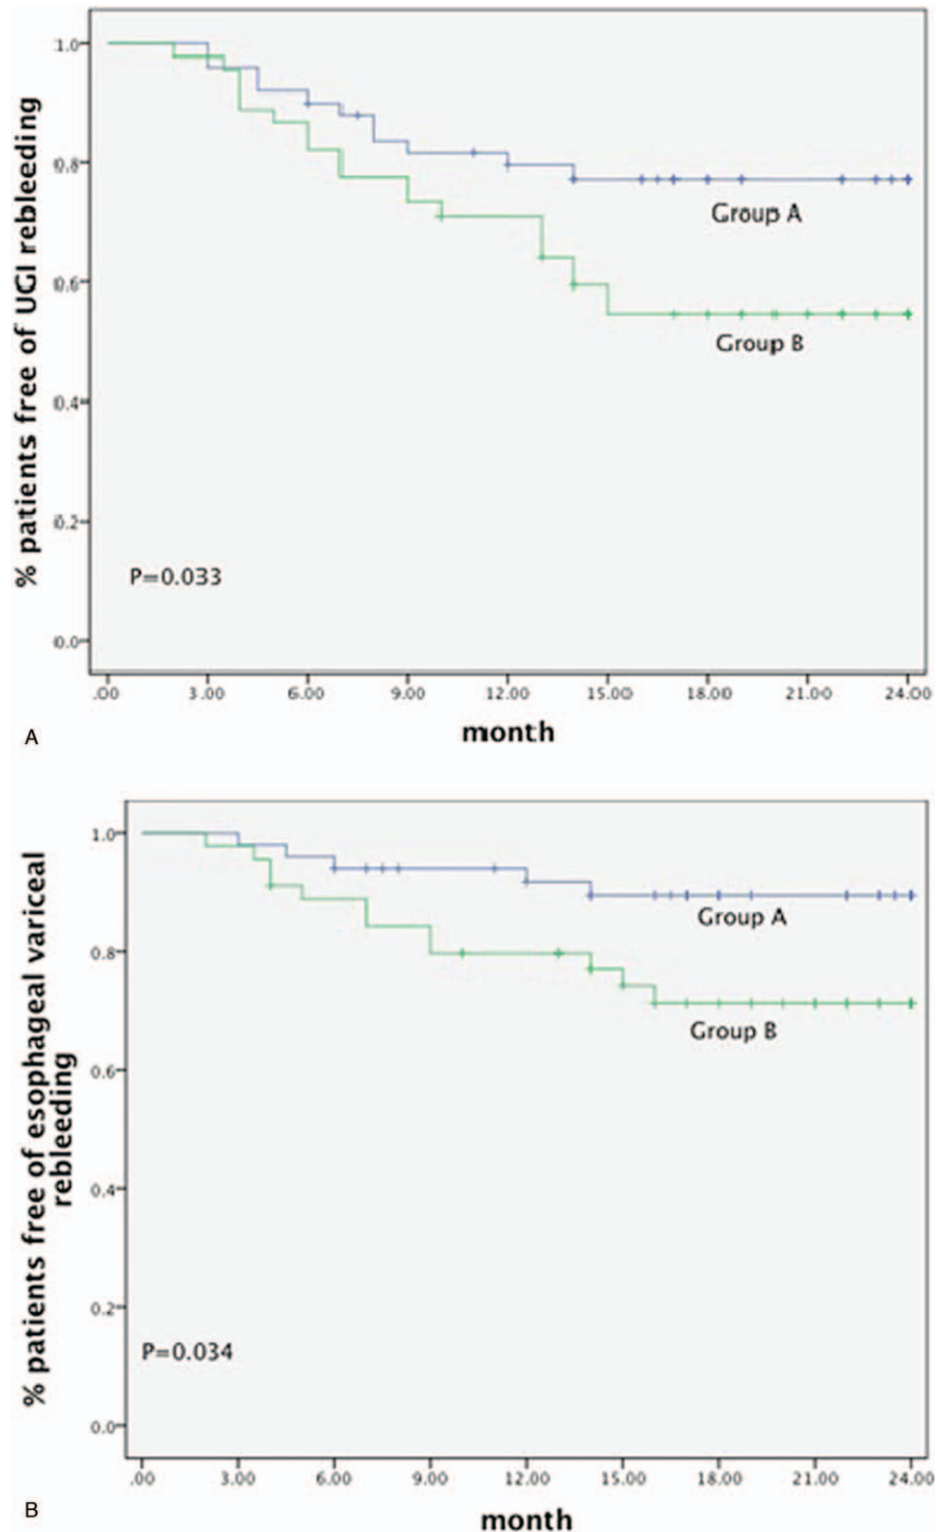 % patients free of UGI rebleeding
1.0
0.8
0.6
0.4
0.2
0.0
Group A
Group B
P=0.033
.00 3.00 6.00 9.00 12.00 15.00 18.00 21.00 24.00
month
A
% patients free of esophageal variceal
rebleeding
1.0
0.8
0.6
0.4
0.2
0.0
Group A
Group B
P=0.034
.00 3.00 6.00 9.00 12.00 15.00 18.00 21.00 24.00
month
B